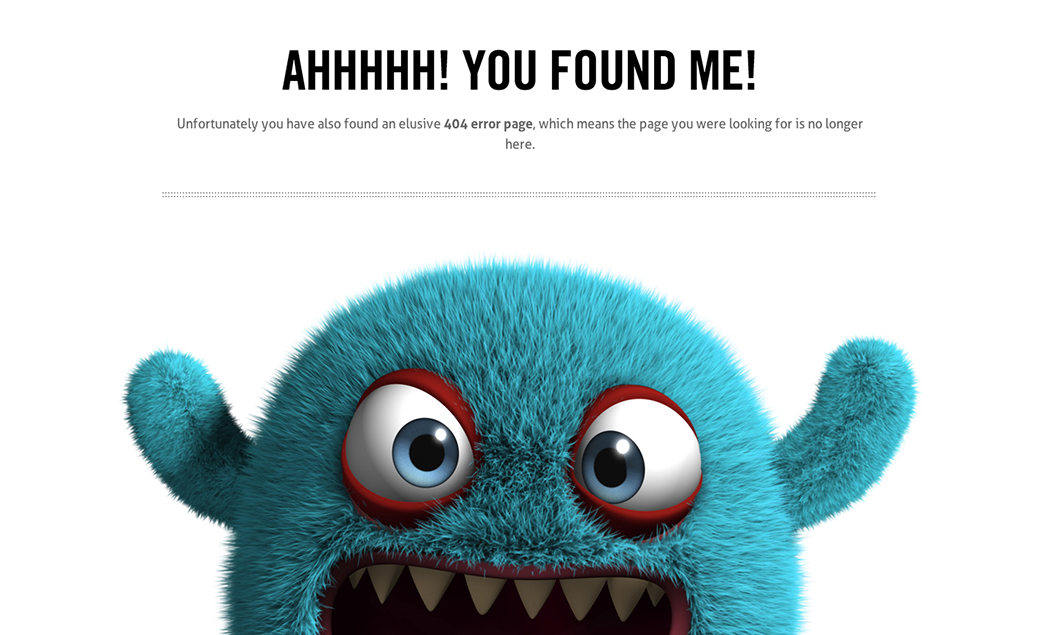 AHHHHH! YOU FOUND ME!
Unfortunately you have also found an elusive 404 error page, which means the page you were looking for is no longer
here.